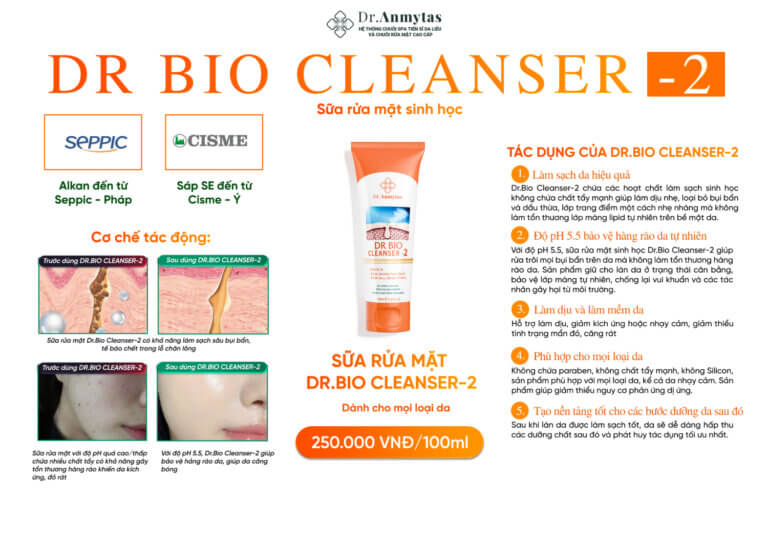 Dr.Anmytas
HỆ THỐNG CHUỖI SPA TIẾN SĨ DA LIỄU
VÀ CHUỖI RỬA MẶT CAO CẤP
DR BIO CLEANSER -2
Sữa rửa mặt sinh học
SEPPIC
CISME
Alkan đến từ
Seppic - Pháp
Sáp SE đến từ
Cisme - Ý
Cơ chế tác động:
Trước dùng DR.BIO CLEANSER-2
Sau dùng DR.BIO CLEANSER-2
Sữa rửa mặt Dr.Bio Cleanser-2 có khả năng làm sạch sâu bụi bẩn,
tế bào chết trong lỗ chân lông
Trước dùng DR.BIO CLEANSER-2
Sau dùng DR.BIO CLEANSER-2
Sữa rửa mặt với độ pH quá cao/thấp
chứa nhiều chất tẩy có khả năng gây
tổn thương hàng rào khiến da kích
ứng, đỏ rát
Với độ pH 5.5, Dr.Bio Cleanser-2 giúp
bảo vệ hàng rào da, giúp da căng
bóng
Dr.Anmytas
DR BIO
CLEANSER -2
SỮA RỬA MẶT
DR.BIO CLEANSER-2
Dành cho mọi loại da
250.000 VNĐ/100ml
TÁC DỤNG CỦA DR.BIO CLEANSER-2
1. Làm sạch da hiệu quả
Dr.Bio Cleanser-2 chứa các hoạt chất làm sạch sinh học
không chứa chất tẩy mạnh giúp làm dịu nhẹ, loại bỏ bụi bẩn
và dầu thừa, lớp trang điểm một cách nhẹ nhàng mà không
làm tổn thương lớp màng lipid tự nhiên trên bề mặt da.
2. Độ pH 5.5 bảo vệ hàng rào da tự nhiên
Với độ pH 5.5, sữa rửa mặt sinh học Dr.Bio Cleanser-2 giúp
rửa trôi mọi bụi bẩn trên da mà không làm tổn thương hàng
rào da. Sản phẩm giữ cho làn da ở trạng thái cân bằng,
bảo vệ lớp màng tự nhiên, chống lại vui khuẩn và các tác
nhân gây hại từ môi trường.
3. Làm dịu và làm mềm da
Hỗ trợ làm dịu, giảm kích ứng hoặc nhạy cảm, giảm thiểu
tình trạng mẩn đỏ, căng rát
4. Phù hợp cho mọi loại da
Không chứa paraben, không chất tẩy mạnh, không Silicon,
sản phẩm phù hợp với mọi loại da, kể cả da nhạy cảm. Sản
phẩm giúp giảm thiểu nguy cơ phản ứng dị ứng,
5. Tạo nền tảng tốt cho các bước dưỡng da sau đó
Sau khi làn da được làm sạch tốt, da sẽ dễ dàng hấp thu
các dưỡng chất sau đó và phát huy tác dụng tối ưu nhất.